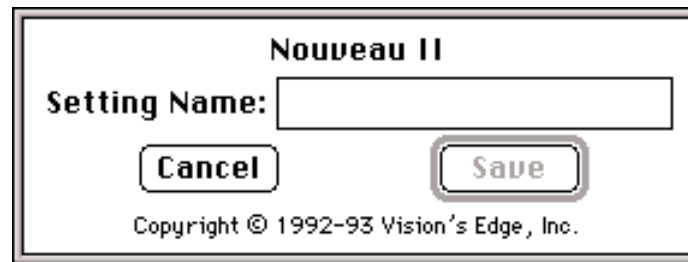 Nouveau II
Setting Name:
Cancel Save
Copyright © 1992-93 Vision's Edge, Inc.